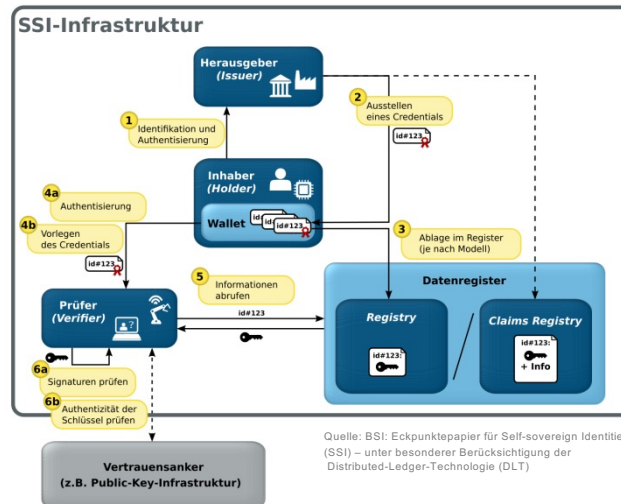 SSI-Infrastruktur
Herausgeber
(Issuer)
1
Identifikation und
Authentisierung
2
Ausstellen
eines Credentials
id#123
Inhaber
(Holder)
Wallet
id#123
4a
Authentisierung
4b
Vorlegen
des Credentials
id#123
3
Ablage im Register
(je nach Modell)
5
Informationen
abrufen
id#123
Prüfer
(Verifier)
?
Datenregister
Registry
id#123:
/
Claims Registry
id#123:
+ Info
6a
Signaturen prüfen
6b
Authentizität der
Schlüssel prüfen
Vertrauensanker
(z.B. Public-Key-Infrastruktur)
Quelle: BSI: Eckpunktepapier für Self-sovereign Identitie
(SSI) – unter besonderer Berücksichtigung der
Distributed-Ledger-Technologie (DLT)